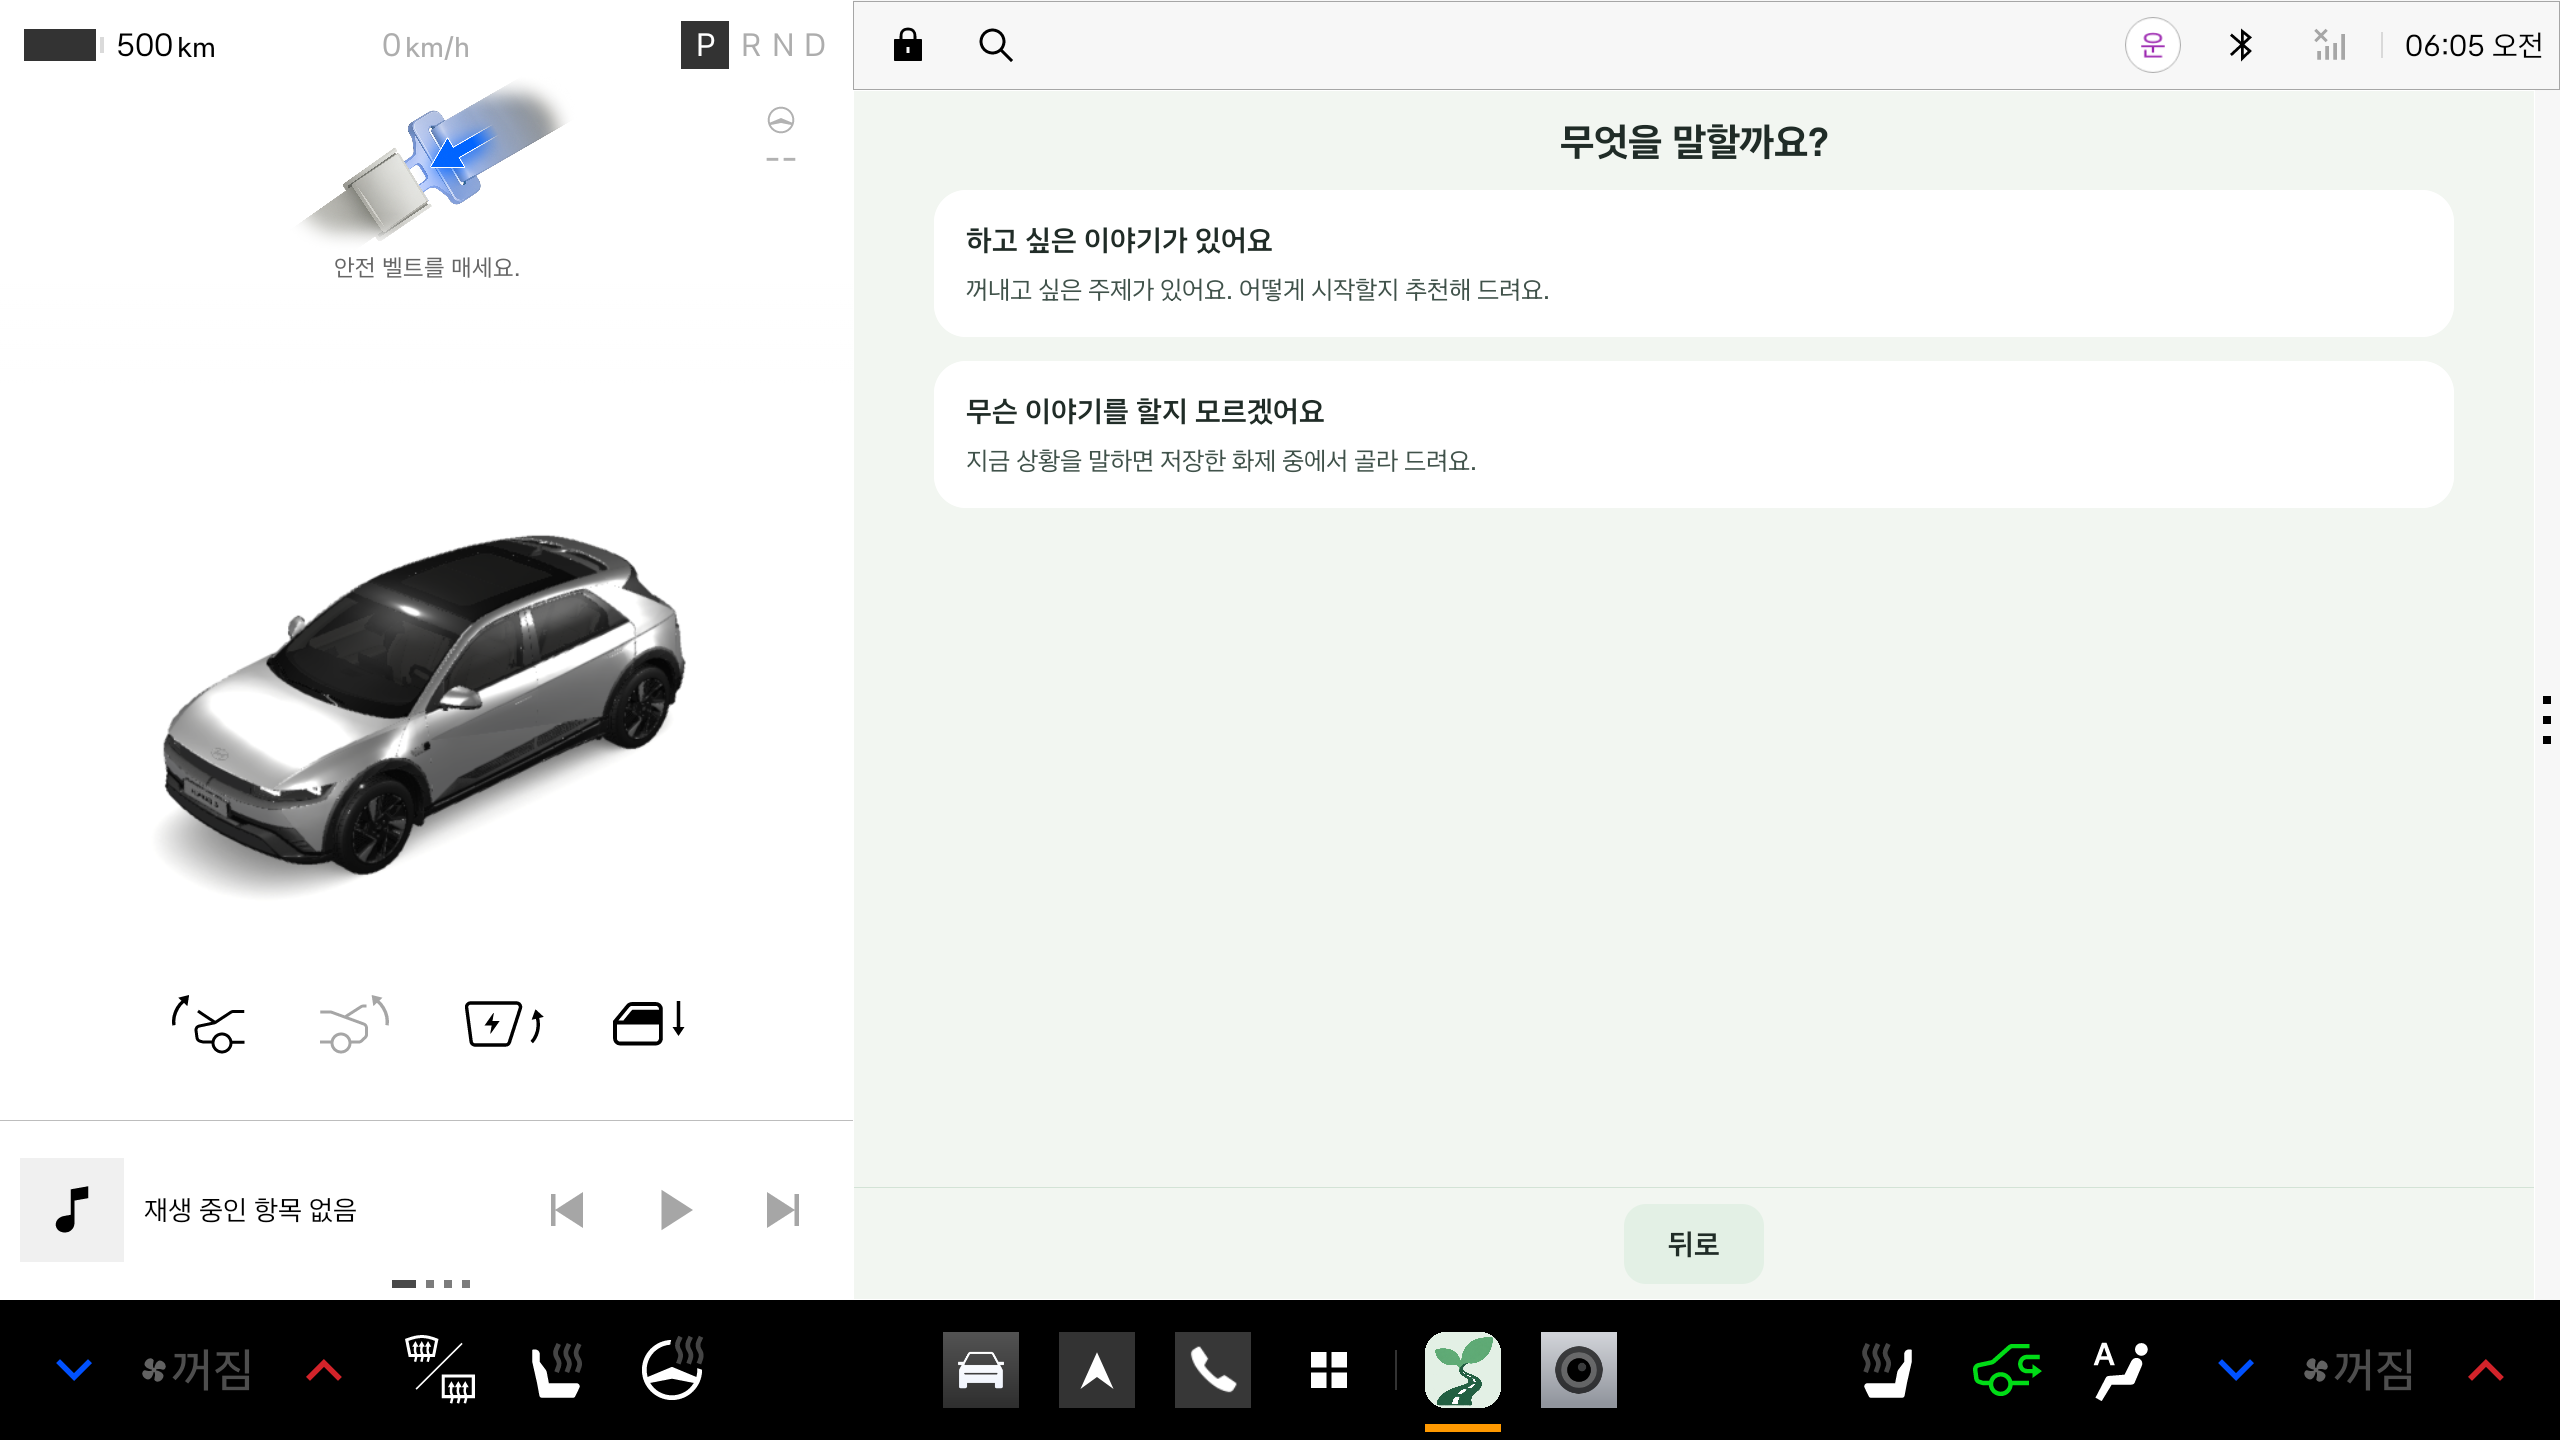 500 km
0 km/h
P R N D
06:05 오전
운
안전 벨트를 매세요.
--
무엇을 말할까요?
하고 싶은 이야기가 있어요
꺼내고 싶은 주제가 있어요. 어떻게 시작할지 추천해 드려요.
무슨 이야기를 할지 모르겠어요
지금 상황을 말하면 저장한 화제 중에서 골라 드려요.
재생 중인 항목 없음
뒤로
꺼짐
A
꺼짐